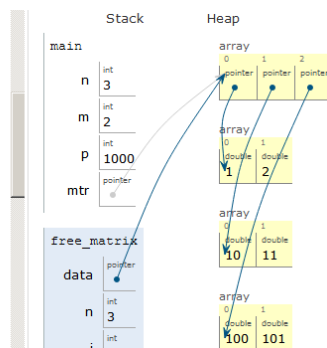 Stack Heap
main
int
n 3
int
m 2
int
p 1000
pointer
mtr
array
0 1 2
pointer pointer pointer
array
0 1
double double
1 2
array
0 1
double double
10 11
array
0 1
double double
100 101
free_matrix
pointer
data
int
n 3
int